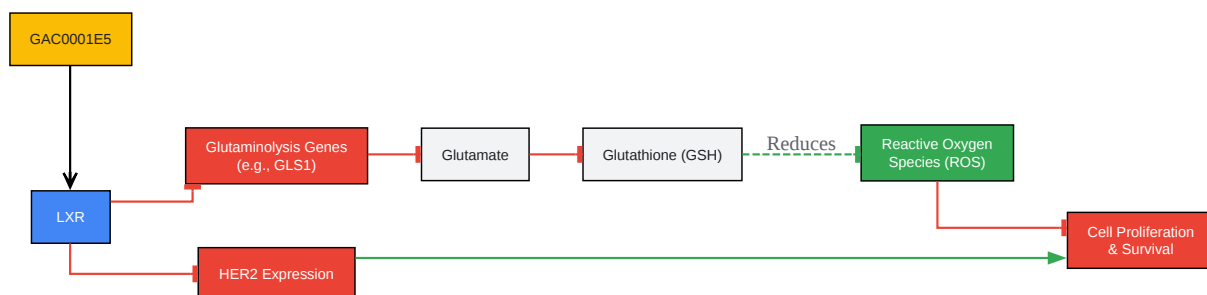 GAC0001E5
Glutaminolysis Genes
(e.g., GLS1)
Glutamate
Glutathione (GSH)
Reduces
Reactive Oxygen
Species (ROS)
LXR
Cell Proliferation
& Survival
HER2 Expression